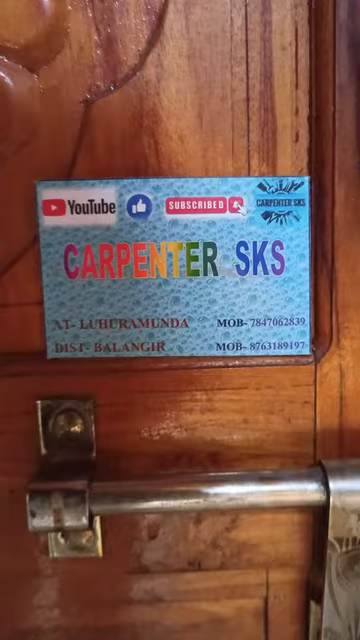 YouTube SUBSCRIBED CARPENTER SKS
CARPENTER SKS
AT- LUHURAMUNDA MOB- 7847062839
DIST- BALANGIR MOB- 8763189197